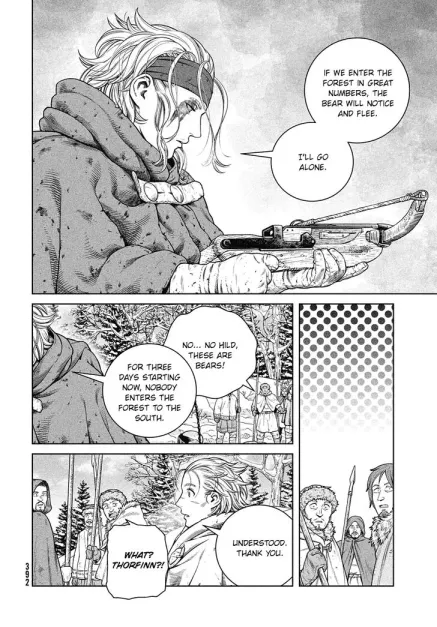 IF WE ENTER THE
FOREST IN GREAT
NUMBERS, THE
BEAR WILL NOTICE
AND FLEE.
I'LL GO
ALONE.
NO... NO HILD,
THESE ARE
BEARS!
FOR THREE
DAYS STARTING
NOW, NOBODY
ENTERS THE
FOREST TO THE
SOUTH.
UNDERSTOOD.
THANK YOU.
WHAT?
THORFINN?!
392